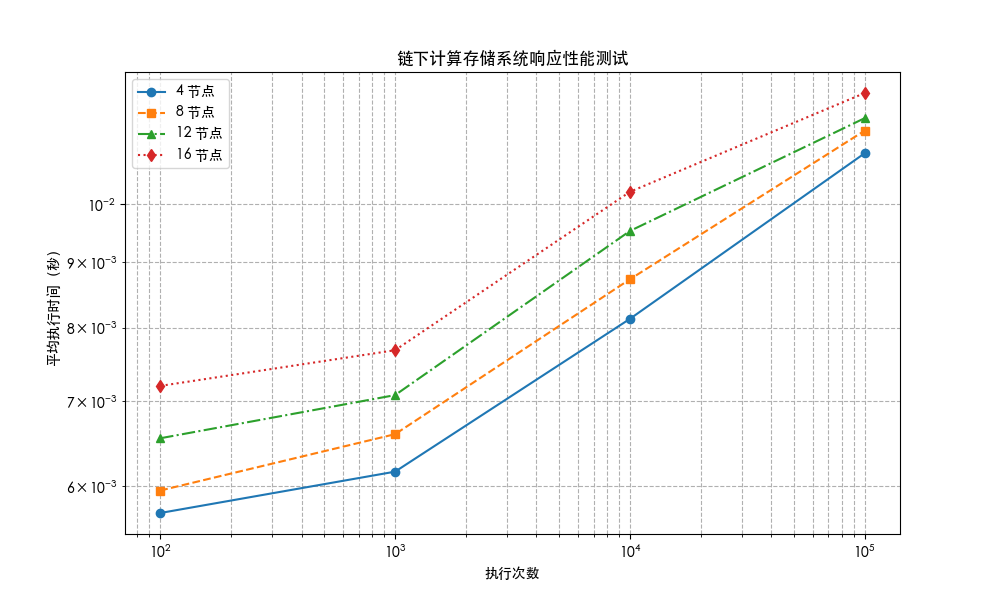 链下计算存储系统响应性能测试
4 节点
8 节点
12 节点
16 节点
10⁻²
9 × 10⁻³
8 × 10⁻³
7 × 10⁻³
6 × 10⁻³
平均执行时间（秒）
10²
10³
10⁴
10⁵
执行次数